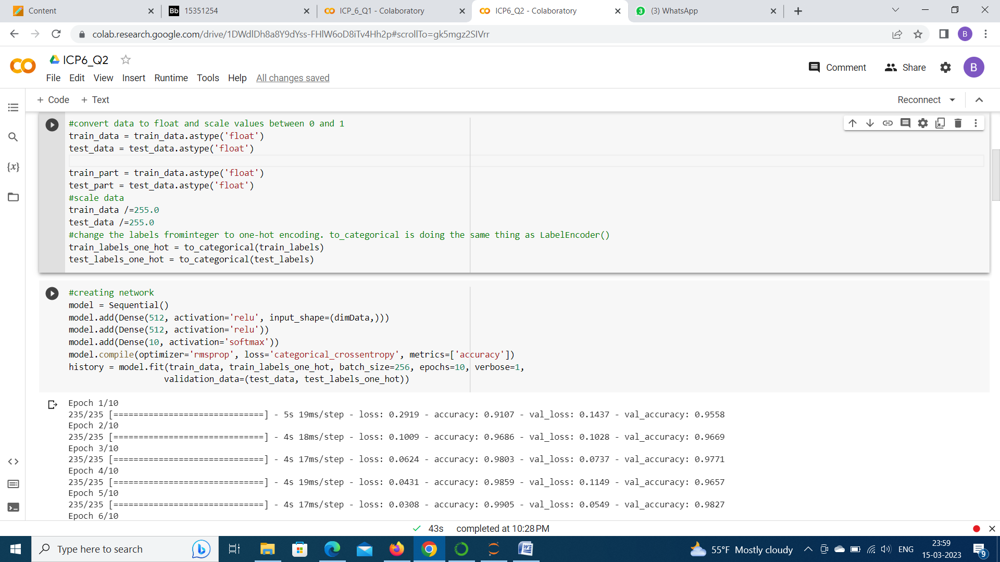 Content
Bb 15351254
ICP_6_Q1 - Colaboratory
ICP6_Q2 - Colaboratory
3 (3) WhatsApp
colab.research.google.com/drive/1DWdlDh8a8Y9dYss-FHlW6oD8iTv4Hh2p#scrollTo=gk5mgz2SIVrr
B
ICP6_Q2
Comment Share B
File Edit View Insert Runtime Tools Help All changes saved
+ Code + Text
Reconnect
{x}
#convert data to float and scale values between 0 and 1
train_data = train_data.astype('float')
test_data = test_data.astype('float')
train_part = train_data.astype('float')
test_part = test_data.astype('float')
#scale data
train_data /=255.0
test_data /=255.0
#change the labels frominteger to one-hot encoding. to_categorical is doing the same thing as LabelEncoder()
train_labels_one_hot = to_categorical(train_labels)
test_labels_one_hot = to_categorical(test_labels)
#creating network
model = Sequential()
model.add(Dense(512, activation='relu', input_shape=(dimData,)))
model.add(Dense(512, activation='relu'))
model.add(Dense(10, activation='softmax'))
model.compile(optimizer='rmsprop', loss='categorical_crossentropy', metrics=['accuracy'])
history = model.fit(train_data, train_labels_one_hot, batch_size=256, epochs=10, verbose=1,
validation_data=(test_data, test_labels_one_hot))
Epoch 1/10
235/235 [==============================] - 5s 19ms/step - loss: 0.2919 - accuracy: 0.9107 - val_loss: 0.1437 - val_accuracy: 0.9558
Epoch 2/10
235/235 [==============================] - 4s 18ms/step - loss: 0.1009 - accuracy: 0.9686 - val_loss: 0.1028 - val_accuracy: 0.9669
Epoch 3/10
235/235 [==============================] - 4s 17ms/step - loss: 0.0624 - accuracy: 0.9803 - val_loss: 0.0737 - val_accuracy: 0.9771
Epoch 4/10
235/235 [==============================] - 4s 19ms/step - loss: 0.0431 - accuracy: 0.9859 - val_loss: 0.1149 - val_accuracy: 0.9657
Epoch 5/10
235/235 [==============================] - 4s 17ms/step - loss: 0.0308 - accuracy: 0.9905 - val_loss: 0.0549 - val_accuracy: 0.9827
Epoch 6/10
43s completed at 10:28 PM
Type here to search
55°F Mostly cloudy
ENG
23:59
15-03-2023
9